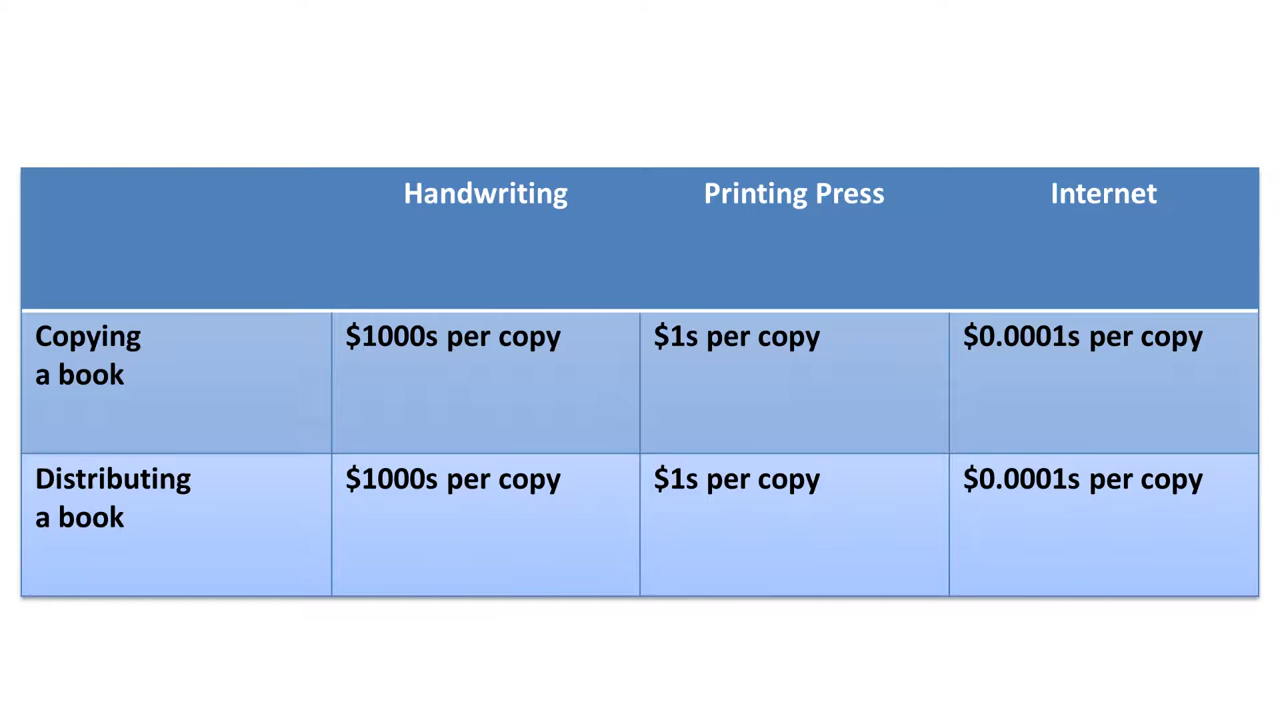 Handwriting
Printing Press
Internet
Copying
a book
$1000s per copy
$1s per copy
$0.0001s per copy
Distributing
a book
$1000s per copy
$1s per copy
$0.0001s per copy